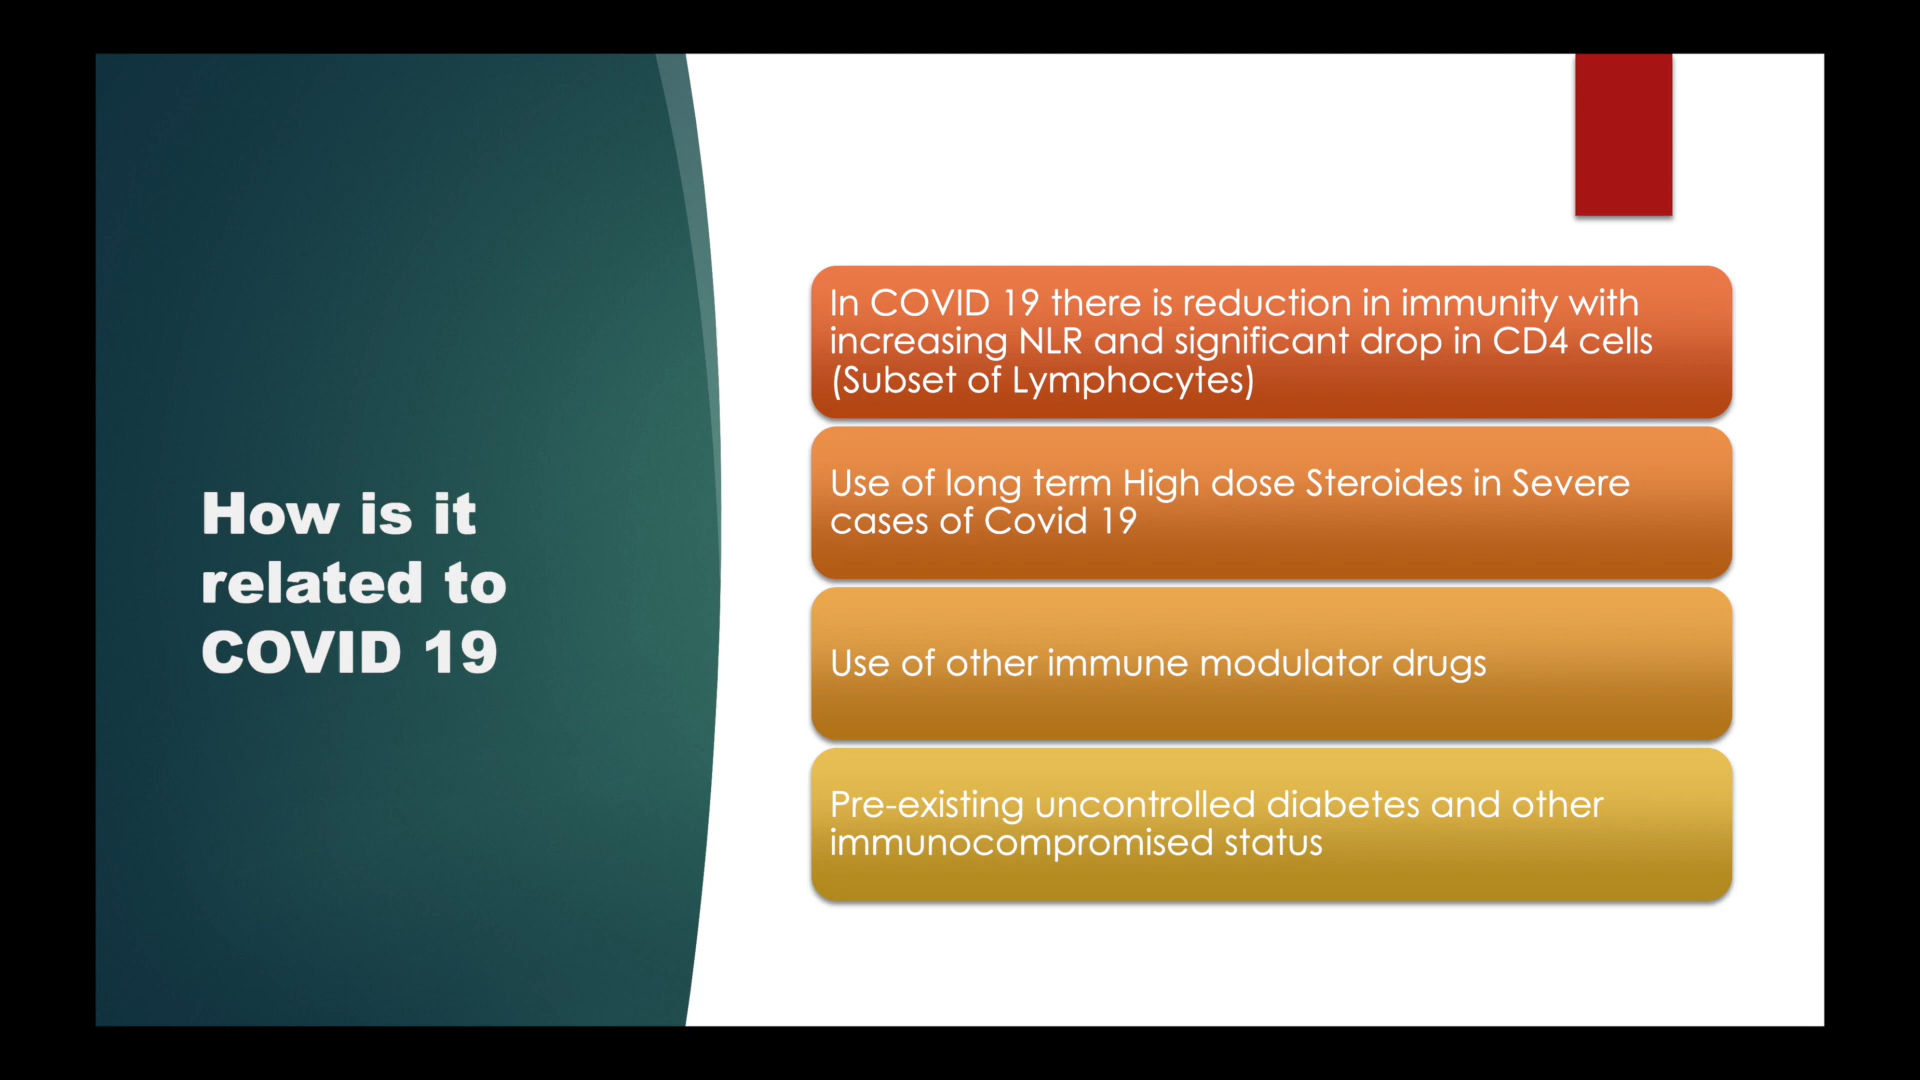 How is it
related to
COVID 19
In COVID 19 there is reduction in immunity with
increasing NLR and significant drop in CD4 cells
(Subset of Lymphocytes)
Use of long term High dose Steroides in Severe
cases of Covid 19
Use of other immune modulator drugs
Pre-existing uncontrolled diabetes and other
immunocompromised status